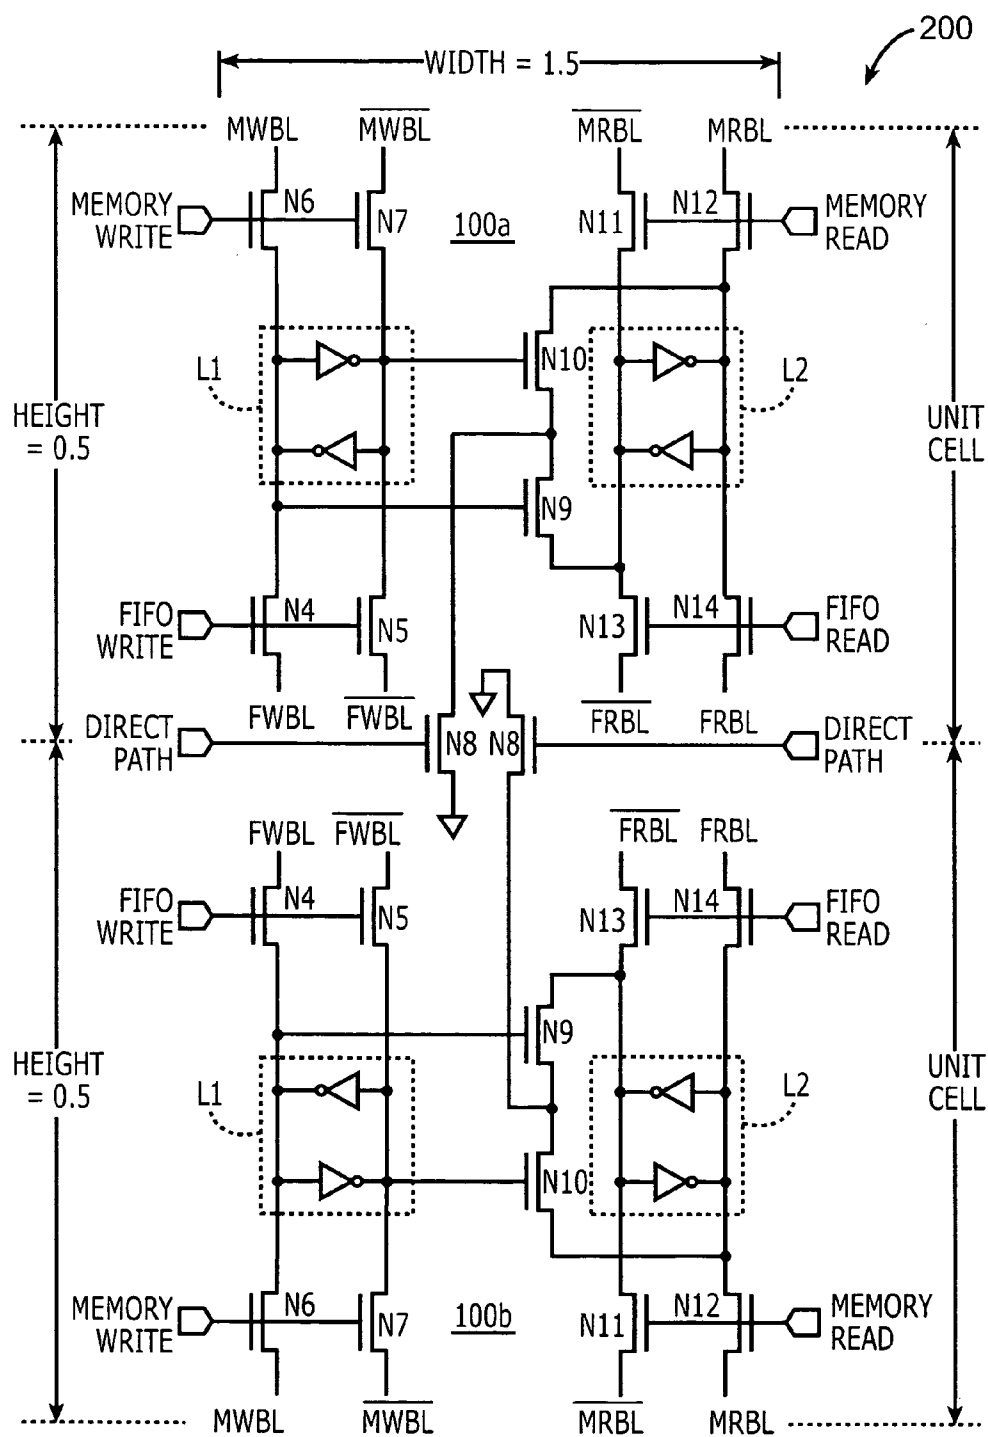 200
WIDTH = 1.5
MWBL
MWBL
MRBL
MRBL
MEMORY
WRITE
N6
N7
100a
N11
N12
MEMORY
READ
L1
N10
L2
HEIGHT
= 0.5
UNIT
CELL
N9
FIFO
WRITE
N4
N5
N13
N14
FIFO
READ
FWBL
FWBL
FRBL
FRBL
DIRECT
PATH
N8
N8
DIRECT
PATH
FWBL
FWBL
FRBL
FRBL
FIFO
WRITE
N4
N5
N13
N14
FIFO
READ
N9
HEIGHT
= 0.5
L1
L2
UNIT
CELL
N10
MEMORY
WRITE
N6
N7
100b
N11
N12
MEMORY
READ
MWBL
MWBL
MRBL
MRBL